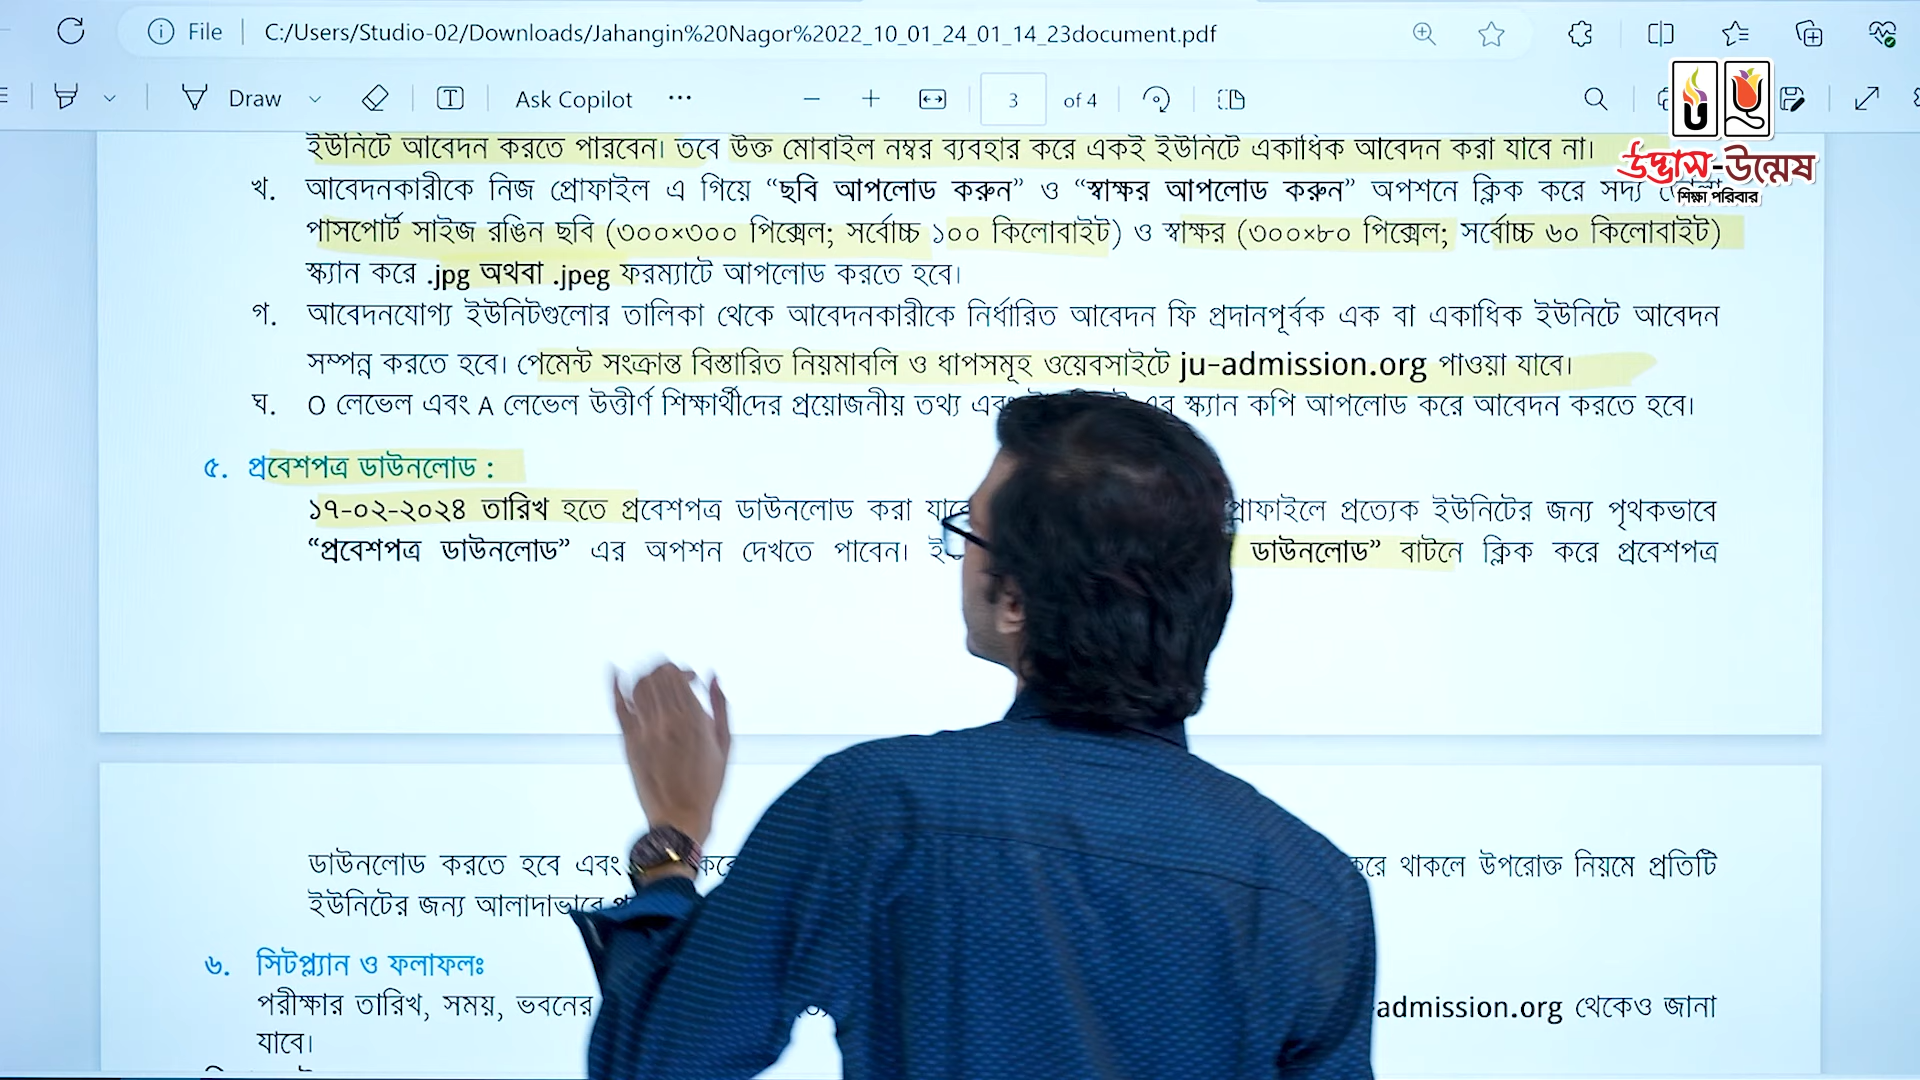 File C:/Users/Studio-02/Downloads/Jahangin%20Nagor%2022_10_01_24_01_14_23document.pdf
Draw Ask Copilot ... 3 of 4
ইউনিটে আবেদন করতে পারবেন। তবে উক্ত মোবাইল নম্বর ব্যবহার করে একই ইউনিটে একাধিক আবেদন করা যাবে না।
উদ্ভাস-উন্মেষ
শিক্ষা পরিবার
খ. আবেদনকারীকে নিজ প্রোফাইল এ গিয়ে “ছবি আপলোড করুন” ও “স্বাক্ষর আপলোড করুন” অপশনে ক্লিক করে সদ্য
পাসপোর্ট সাইজ রঙিন ছবি (৩০০×৩০০ পিক্সেল; সর্বোচ্চ ১০০ কিলোবাইট) ও স্বাক্ষর (৩০০×৮০ পিক্সেল; সর্বোচ্চ ৬০ কিলোবাইট)
স্ক্যান করে .jpg অথবা .jpeg ফরম্যাটে আপলোড করতে হবে।
গ. আবেদনযোগ্য ইউনিটগুলোর তালিকা থেকে আবেদনকারীকে নির্ধারিত আবেদন ফি প্রদানপূর্বক এক বা একাধিক ইউনিটে আবেদন
সম্পন্ন করতে হবে। পেমেন্ট সংক্রান্ত বিস্তারিত নিয়মাবলি ও ধাপসমূহ ওয়েবসাইটে ju-admission.org পাওয়া যাবে।
ঘ. O লেভেল এবং A লেভেল উত্তীর্ণ শিক্ষার্থীদের প্রয়োজনীয় তথ্য এবং এর স্ক্যান কপি আপলোড করে আবেদন করতে হবে।
৫. প্রবেশপত্র ডাউনলোড :
১৭-০২-২০২৪ তারিখ হতে প্রবেশপত্র ডাউনলোড করা যাবে প্রোফাইলে প্রত্যেক ইউনিটের জন্য পৃথকভাবে
“প্রবেশপত্র ডাউনলোড” এর অপশন দেখতে পাবেন। ডাউনলোড” বাটনে ক্লিক করে প্রবেশপত্র
ডাউনলোড করতে হবে এবং করে থাকলে উপরোক্ত নিয়মে প্রতিটি
ইউনিটের জন্য আলাদাভাবে
৬. সিটপ্ল্যান ও ফলাফলঃ
পরীক্ষার তারিখ, সময়, ভবনের admission.org থেকেও জানা
যাবে।